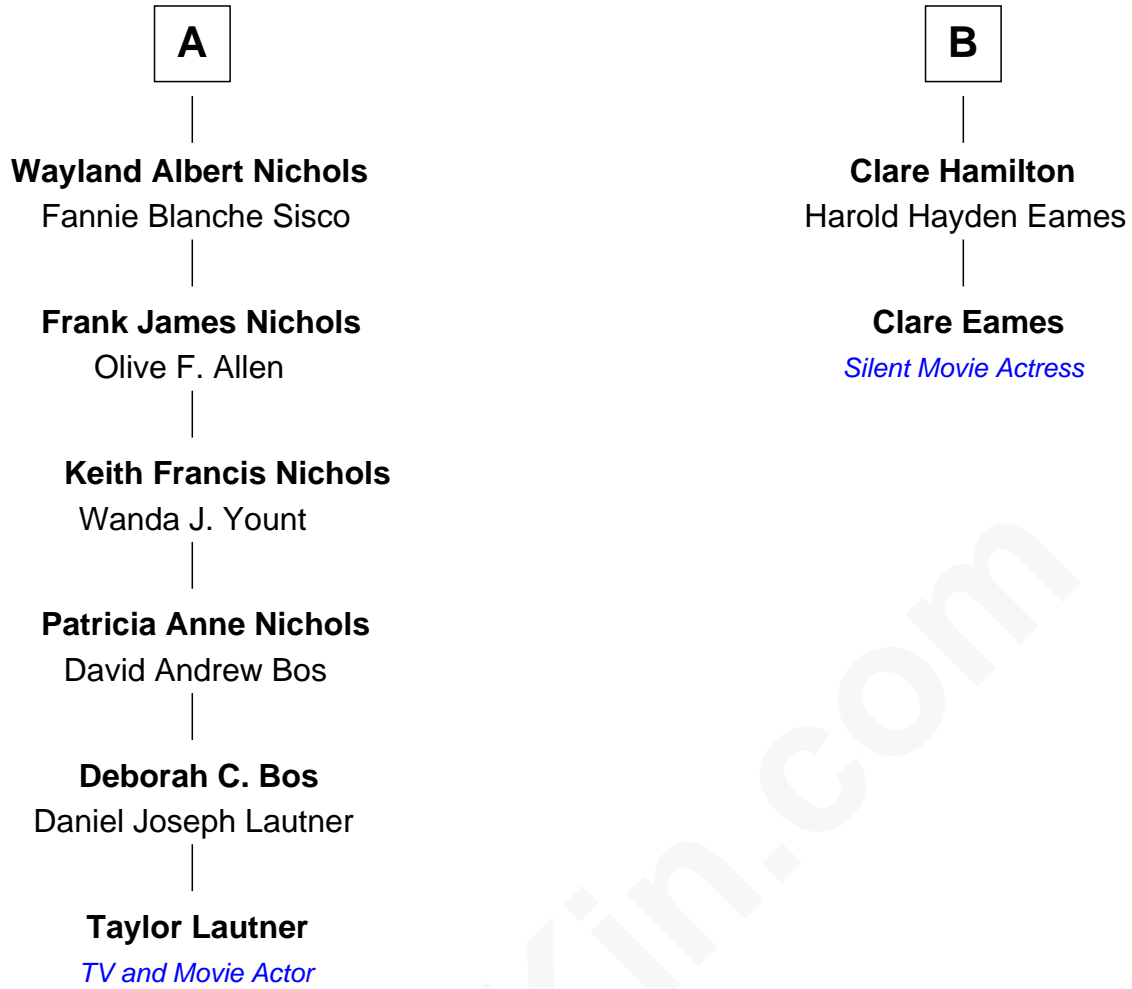 A
Wayland Albert Nichols
Fannie Blanche Sisco
Frank James Nichols
Olive F. Allen
Keith Francis Nichols
Wanda J. Yount
Patricia Anne Nichols
David Andrew Bos
Deborah C. Bos
Daniel Joseph Lautner
Taylor Lautner
TV and Movie Actor
B
Clare Hamilton
Harold Hayden Eames
Clare Eames
Silent Movie Actress
Kin.com